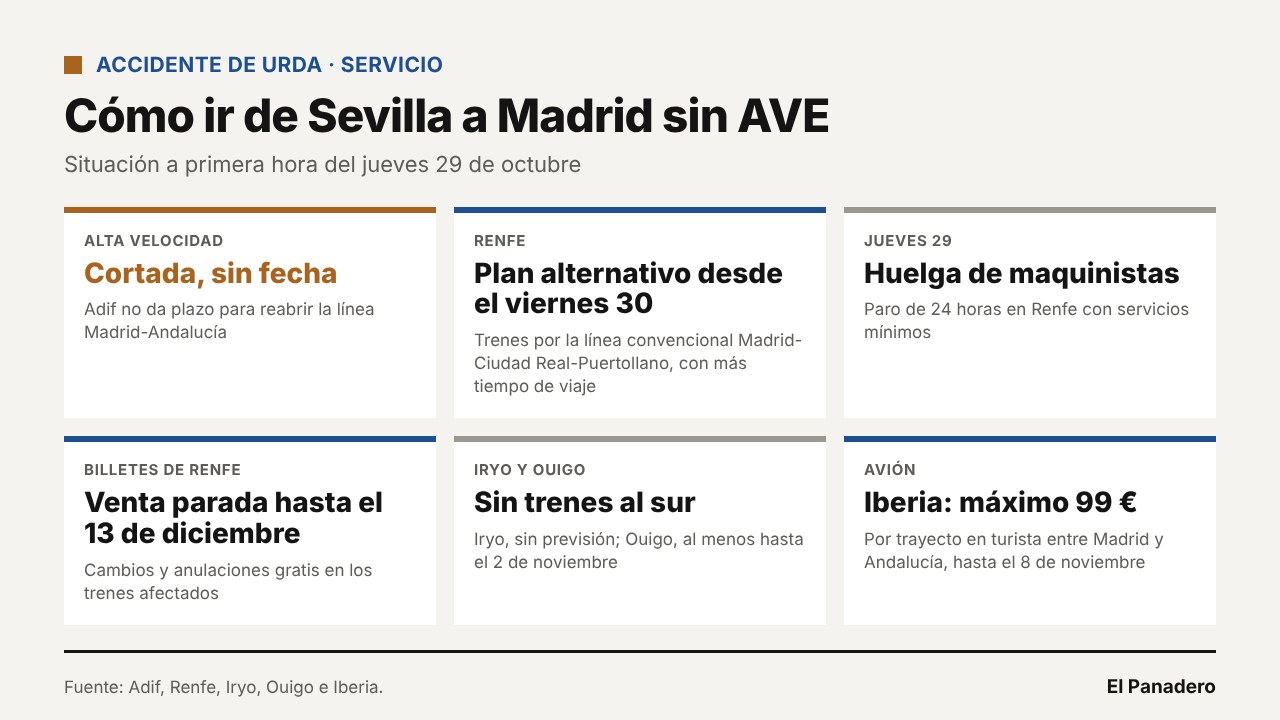 ACCIDENTE DE URDA · SERVICIO
Cómo ir de Sevilla a Madrid sin AVE
Situación a primera hora del jueves 29 de octubre
ALTA VELOCIDAD
Cortada, sin fecha
Adif no da plazo para reabrir la línea
Madrid-Andalucía
RENFE
Plan alternativo desde
el viernes 30
Trenes por la línea convencional Madrid-
Ciudad Real-Puertollano, con más
tiempo de viaje
JUEVES 29
Huelga de maquinistas
Paro de 24 horas en Renfe con servicios
mínimos
BILLETES DE RENFE
Venta parada hasta el
13 de diciembre
Cambios y anulaciones gratis en los
trenes afectados
IRYO Y OUIGO
Sin trenes al sur
Iryo, sin previsión; Ouigo, al menos hasta
el 2 de noviembre
AVIÓN
Iberia: máximo 99 €
Por trayecto en turista entre Madrid y
Andalucía, hasta el 8 de noviembre
Fuente: Adif, Renfe, Iryo, Ouigo e Iberia.
El Panadero